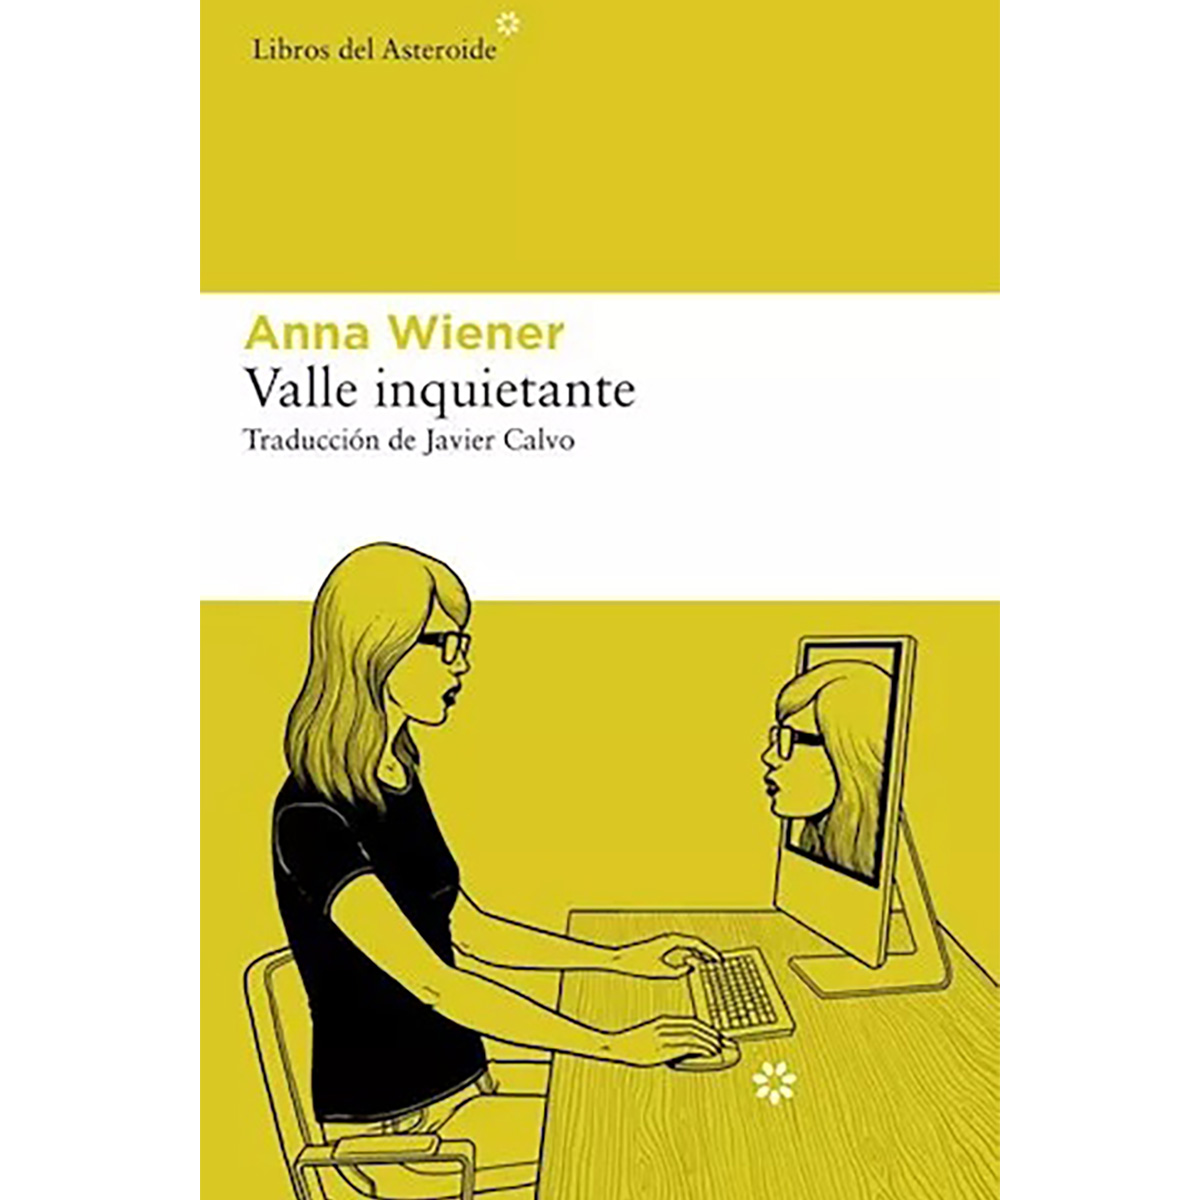 Libros del Asteroide
Anna Wiener
Valle inquietante
Traducción de Javier Calvo